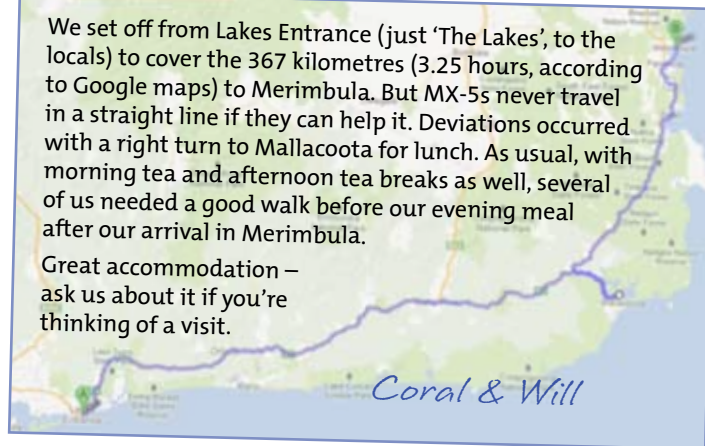 We set off from Lakes Entrance (just ‘The Lakes’, to the
locals) to cover the 367 kilometres (3.25 hours, according
to Google maps) to Merimbula. But MX-5s never travel
in a straight line if they can help it. Deviations occurred
with a right turn to Mallacoota for lunch. As usual, with
morning tea and afternoon tea breaks as well, several
of us needed a good walk before our evening meal
after our arrival in Merimbula.
Great accommodation –
ask us about it if you’re
thinking of a visit.
Coral & Will